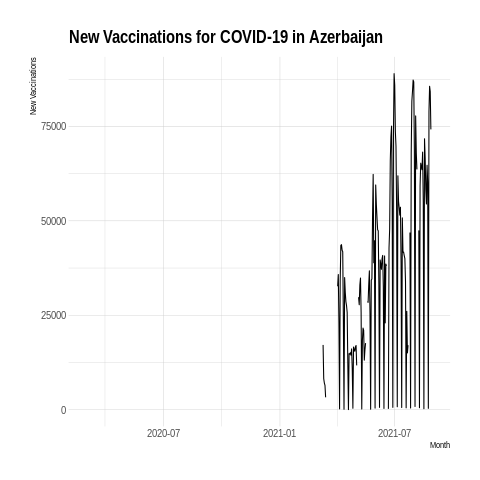 New Vaccinations for COVID-19 in Azerbaijan
New Vaccinations
75000
50000
25000
0
2020-07
2021-01
2021-07
Month